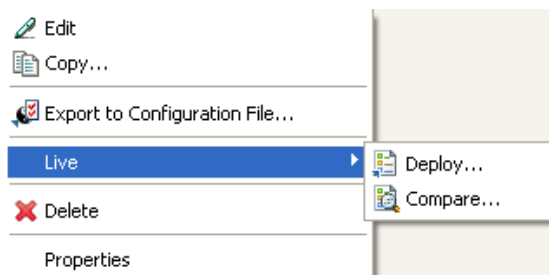 Edit
Copy...
Export to Configuration File...
Live
Deploy...
Compare...
Delete
Properties